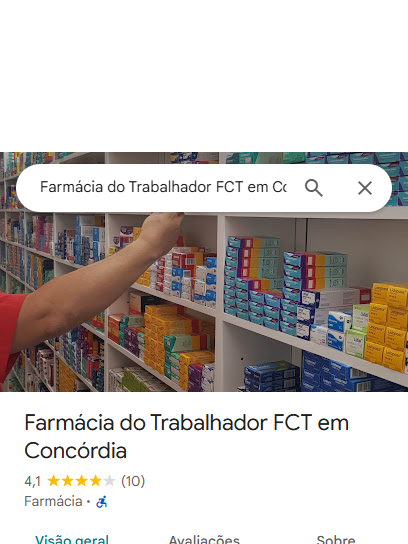 Farmácia do Trabalhador FCT em Co
Farmácia do Trabalhador FCT em
Concórdia
4,1 (10)
Farmácia ·
Visão geral Avaliações Sobre